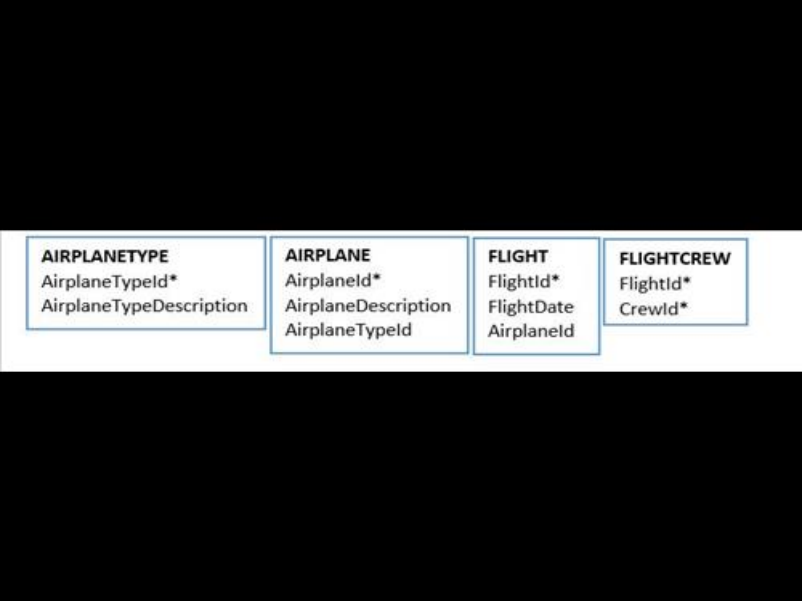 AIRPLANETYPE
AirplaneTypeId*
AirplaneTypeDescription
AIRPLANE
AirplaneId*
AirplaneDescription
AirplaneTypeId
FLIGHT
FlightId*
FlightDate
AirplaneId
FLIGHTCREW
FlightId*
CrewId*